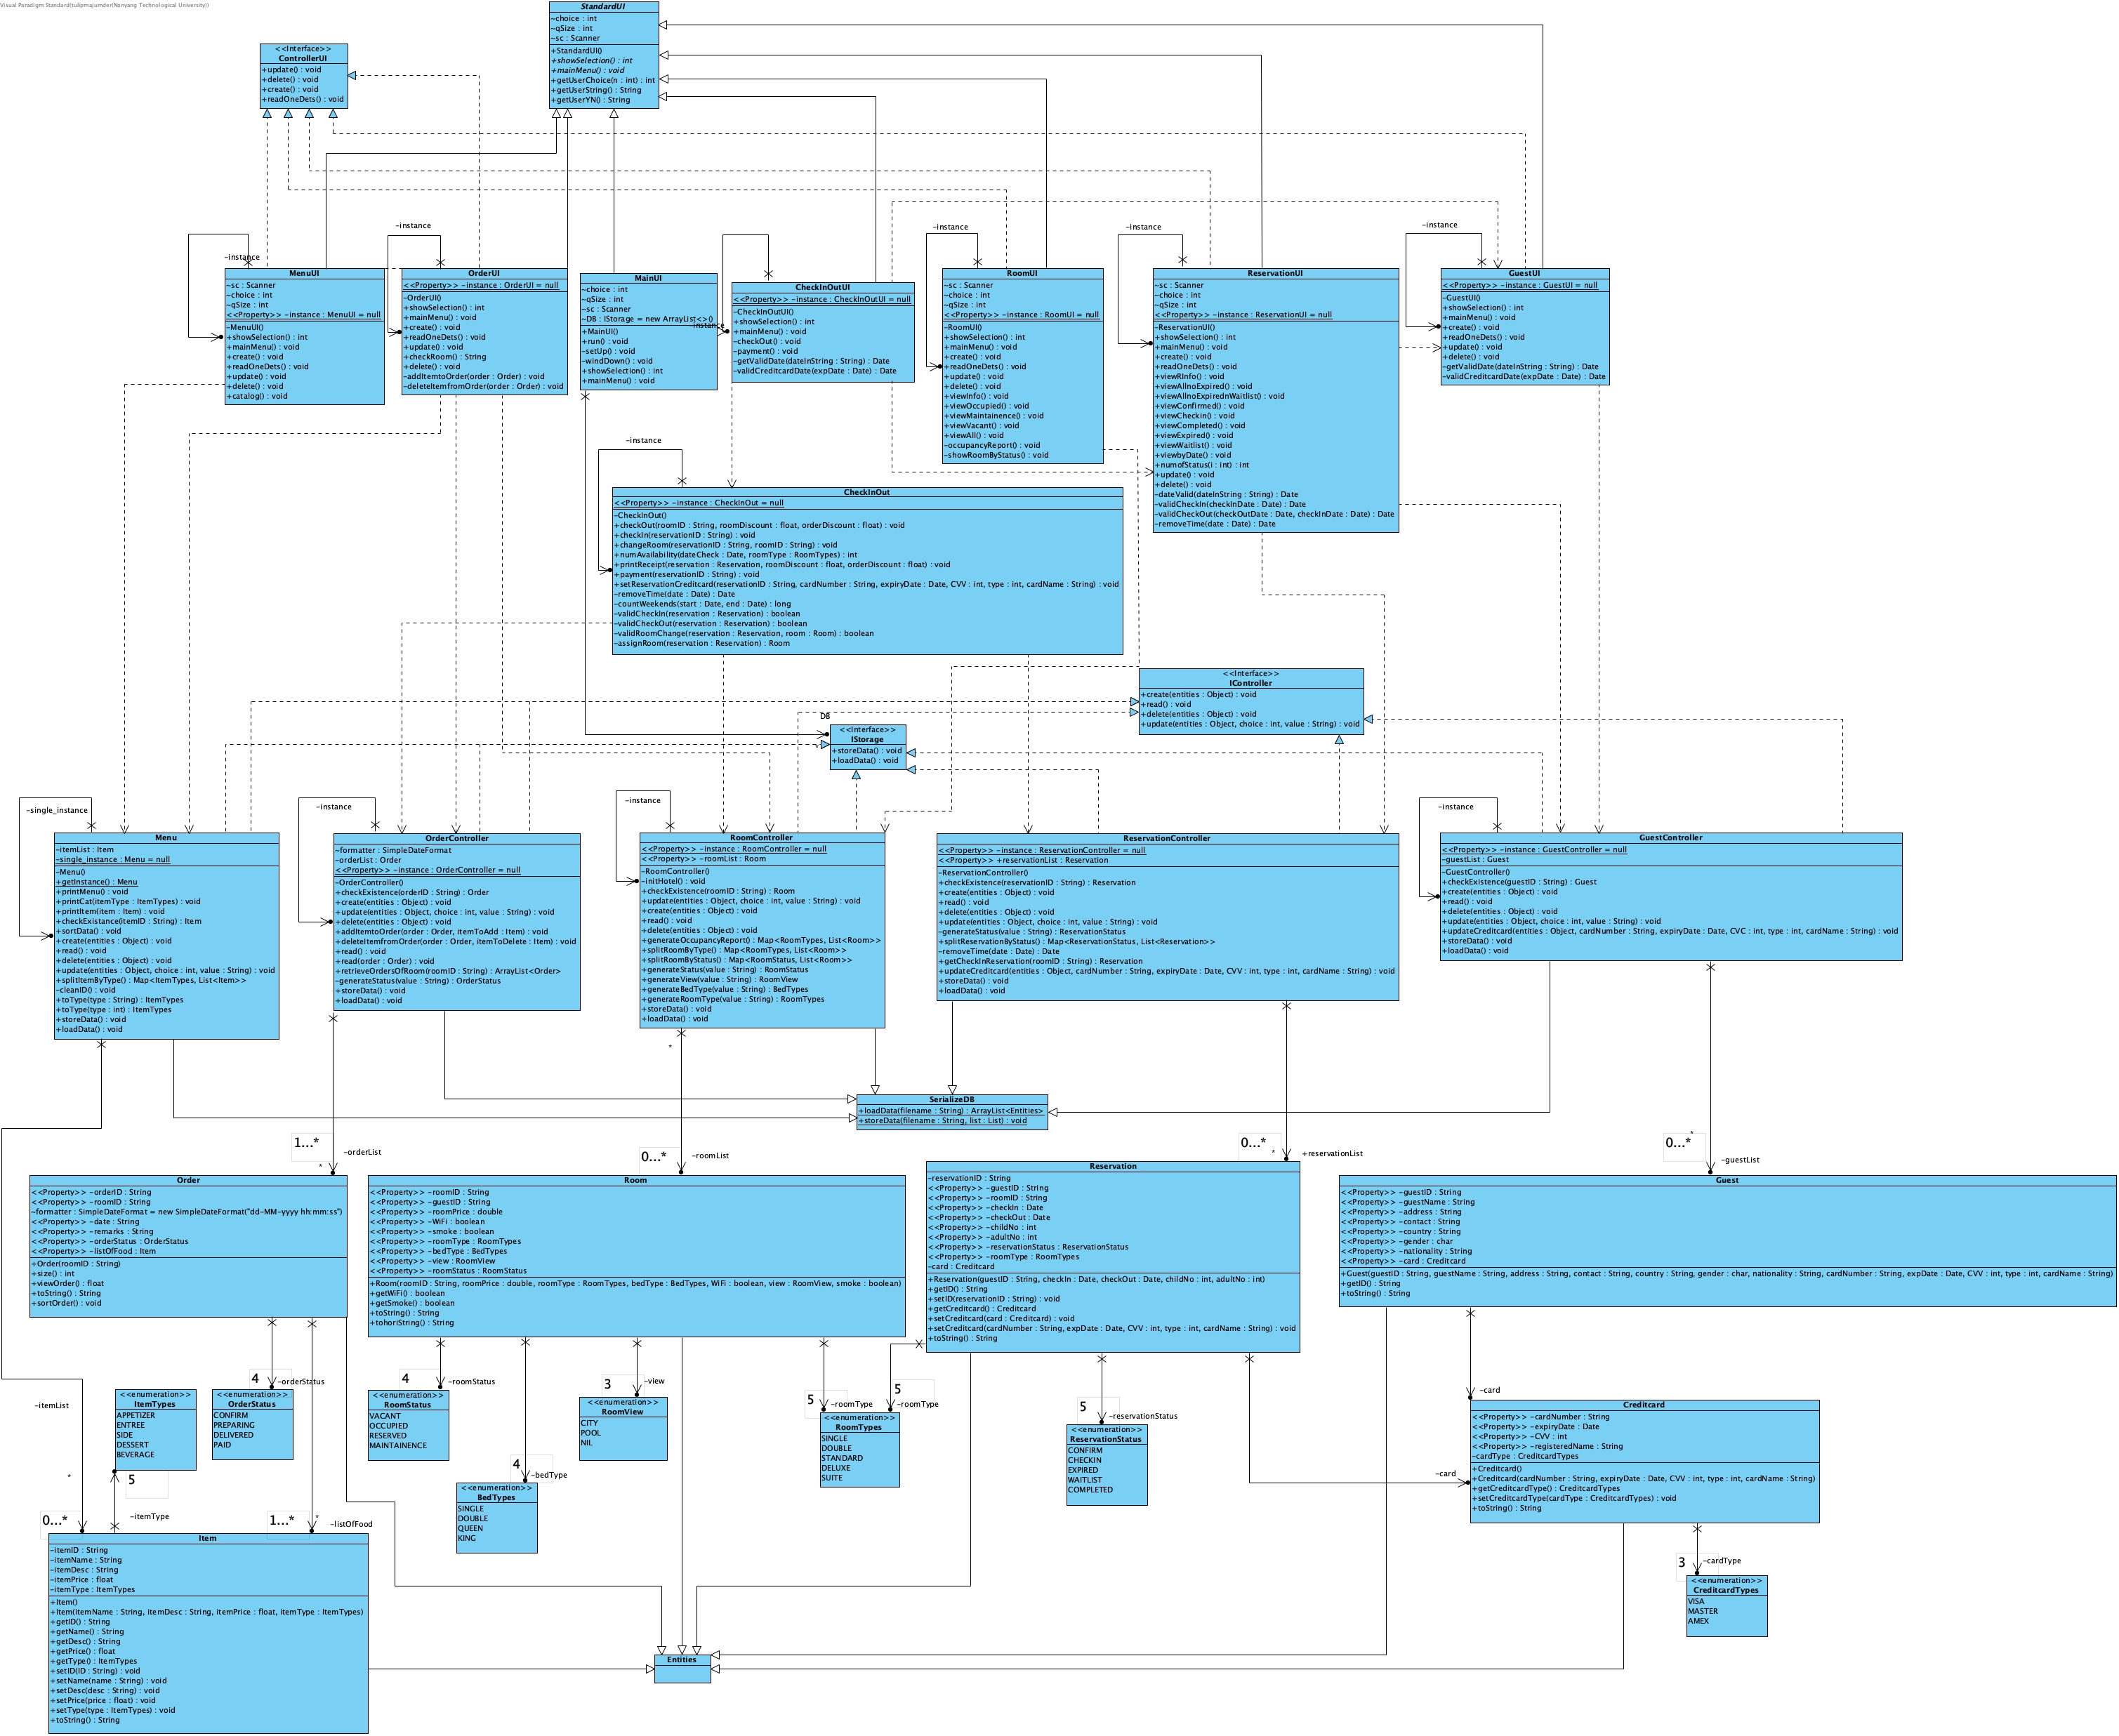 Visual Paradigm Standard(tulipmajumder(Nanyang Technological University))
StandardUI
~choice : int
~qSize : int
~sc : Scanner
+StandardUI()
+showSelection() : int
+mainMenu() : void
+getUserChoice(n : int) : int
+getUserString() : String
+getUserYN() : String
<<Interface>>
ControllerUI
+update() : void
+delete() : void
+create() : void
+readOneDets() : void
-instance
MenuUI
~sc : Scanner
~choice : int
~qSize : int
<<Property>> -instance : MenuUI = null
-MenuUI()
+showSelection() : int
+mainMenu() : void
+create() : void
+readOneDets() : void
+update() : void
+delete() : void
+catalog() : void
-instance
OrderUI
<<Property>> -instance : OrderUI = null
-OrderUI()
+showSelection() : int
+mainMenu() : void
+create() : void
+readOneDets() : void
+update() : void
+checkRoom() : String
+delete() : void
-addItemtoOrder(order : Order) : void
-deleteItemfromOrder(order : Order) : void
MainUI
~choice : int
~qSize : int
~sc : Scanner
~DB : IStorage = new ArrayList<>()
+MainUI()
+run() : void
-setUp() : void
-windDown() : void
+showSelection() : int
+mainMenu() : void
-instance
CheckInOutUI
<<Property>> -instance : CheckInOutUI = null
-CheckInOutUI()
+showSelection() : int
+mainMenu() : void
-checkOut() : void
-payment() : void
-getValidDate(dateInString : String) : Date
-validCreditcardDate(expDate : Date) : Date
-instance
RoomUI
~sc : Scanner
~choice : int
~qSize : int
<<Property>> -instance : RoomUI = null
-RoomUI()
+showSelection() : int
+mainMenu() : void
+create() : void
+readOneDets() : void
+update() : void
+delete() : void
+viewInfo() : void
+viewOccupied() : void
+viewMaintainence() : void
+viewVacant() : void
+viewAll() : void
-occupancyReport() : void
-showRoomByStatus() : void
-instance
ReservationUI
~sc : Scanner
~choice : int
~qSize : int
<<Property>> -instance : ReservationUI = null
-ReservationUI()
+showSelection() : int
+mainMenu() : void
+create() : void
+readOneDets() : void
+viewRInfo() : void
+viewAllnoExpired() : void
+viewAllnoExpirednWaitlist() : void
+viewConfirmed() : void
+viewCheckin() : void
+viewCompleted() : void
+viewExpired() : void
+viewWaitlist() : void
+viewbyDate() : void
+numofStatus(i : int) : int
+update() : void
+delete() : void
-dateValid(dateInString : String) : Date
-validCheckIn(checkInDate : Date) : Date
-validCheckOut(checkOutDate : Date, checkInDate : Date) : Date
-removeTime(date : Date) : Date
-instance
GuestUI
<<Property>> -instance : GuestUI = null
-GuestUI()
+showSelection() : int
+mainMenu() : void
+create() : void
+readOneDets() : void
+update() : void
+delete() : void
-getValidDate(dateInString : String) : Date
-validCreditcardDate(expDate : Date) : Date
-instance
CheckInOut
<<Property>> -instance : CheckInOut = null
-CheckInOut()
+checkOut(roomID : String, roomDiscount : float, orderDiscount : float) : void
+checkIn(reservationID : String) : void
+changeRoom(reservationID : String, roomID : String) : void
+numAvailability(dateCheck : Date, roomType : RoomTypes) : int
+printReceipt(reservation : Reservation, roomDiscount : float, orderDiscount : float) : void
+payment(reservationID : String) : void
+setReservationCreditcard(reservationID : String, cardNumber : String, expiryDate : Date, CVV : int, type : int, cardName : String) : void
-removeTime(date : Date) : Date
-countWeekends(start : Date, end : Date) : long
-validCheckIn(reservation : Reservation) : boolean
-validCheckOut(reservation : Reservation) : boolean
-validRoomChange(reservation : Reservation, room : Room) : boolean
-assignRoom(reservation : Reservation) : Room
<<Interface>>
IController
+create(entities : Object) : void
+read() : void
+delete(entities : Object) : void
+update(entities : Object, choice : int, value : String) : void
DB
<<Interface>>
IStorage
+storeData() : void
+loadData() : void
-single_instance
Menu
-itemList : Item
-single_instance : Menu = null
-Menu()
+getInstance() : Menu
+printMenu() : void
+printCat(itemType : ItemTypes) : void
+printItem(item : Item) : void
+checkExistance(itemID : String) : Item
+sortData() : void
+create(entities : Object) : void
+read() : void
+delete(entities : Object) : void
+update(entities : Object, choice : int, value : String) : void
+splitItemByType() : Map<ItemTypes, List<Item>>
-cleanID() : void
+toType(type : String) : ItemTypes
+toType(type : int) : ItemTypes
+storeData() : void
+loadData() : void
-instance
OrderController
~formatter : SimpleDateFormat
-orderList : Order
<<Property>> -instance : OrderController = null
-OrderController()
+checkExistence(orderID : String) : Order
+create(entities : Object) : void
+update(entities : Object, choice : int, value : String) : void
+delete(entities : Object) : void
+addItemtoOrder(order : Order, itemToAdd : Item) : void
+deleteItemfromOrder(order : Order, itemToDelete : Item) : void
+read() : void
+read(order : Order) : void
+retrieveOrdersOfRoom(roomID : String) : ArrayList<Order>
-generateStatus(value : String) : OrderStatus
+storeData() : void
+loadData() : void
-instance
RoomController
<<Property>> -instance : RoomController = null
<<Property>> -roomList : Room
-RoomController()
-initHotel() : void
+checkExistence(roomID : String) : Room
+update(entities : Object, choice : int, value : String) : void
+create(entities : Object) : void
+read() : void
+delete(entities : Object) : void
+generateOccupancyReport() : Map<RoomTypes, List<Room>>
+splitRoomByType() : Map<RoomTypes, List<Room>>
+splitRoomByStatus() : Map<RoomStatus, List<Room>>
+generateStatus(value : String) : RoomStatus
+generateView(value : String) : RoomView
+generateBedType(value : String) : BedTypes
+generateRoomType(value : String) : RoomTypes
+storeData() : void
+loadData() : void
ReservationController
<<Property>> -instance : ReservationController = null
<<Property>> +reservationList : Reservation
-ReservationController()
+checkExistence(reservationID : String) : Reservation
+create(entities : Object) : void
+read() : void
+delete(entities : Object) : void
+update(entities : Object, choice : int, value : String) : void
-generateStatus(value : String) : ReservationStatus
+splitReservationByStatus() : Map<ReservationStatus, List<Reservation>>
-removeTime(date : Date) : Date
+getCheckInReservation(roomID : String) : Reservation
+updateCreditcard(entities : Object, cardNumber : String, expiryDate : Date, CVV : int, type : int, cardName : String) : void
+storeData() : void
+loadData() : void
-instance
GuestController
<<Property>> -instance : GuestController = null
-guestList : Guest
-GuestController()
+checkExistence(guestID : String) : Guest
+create(entities : Object) : void
+read() : void
+delete(entities : Object) : void
+update(entities : Object, choice : int, value : String) : void
+updateCreditcard(entities : Object, cardNumber : String, expiryDate : Date, CVC : int, type : int, cardName : String) : void
+storeData() : void
+loadData() : void
*
SerializeDB
+loadData(filename : String) : ArrayList<Entities>
+storeData(filename : String, list : List) : void
1...*
*
-orderList
0...*
-roomList
0...*
*
+reservationList
0...*
*
-guestList
Order
<<Property>> -orderID : String
<<Property>> -roomID : String
~formatter : SimpleDateFormat = new SimpleDateFormat("dd-MM-yyyy hh:mm:ss")
<<Property>> -date : String
<<Property>> -remarks : String
<<Property>> -orderStatus : OrderStatus
<<Property>> -listOfFood : Item
+Order(roomID : String)
+size() : int
+viewOrder() : float
+toString() : String
+sortOrder() : void
Room
<<Property>> -roomID : String
<<Property>> -guestID : String
<<Property>> -roomPrice : double
<<Property>> -WiFi : boolean
<<Property>> -smoke : boolean
<<Property>> -roomType : RoomTypes
<<Property>> -bedType : BedTypes
<<Property>> -view : RoomView
<<Property>> -roomStatus : RoomStatus
+Room(roomID : String, roomPrice : double, roomType : RoomTypes, bedType : BedTypes, WiFi : boolean, view : RoomView, smoke : boolean)
+getWiFi() : boolean
+getSmoke() : boolean
+toString() : String
+tohoriString() : String
Reservation
-reservationID : String
<<Property>> -guestID : String
<<Property>> -roomID : String
<<Property>> -checkIn : Date
<<Property>> -checkOut : Date
<<Property>> -childNo : int
<<Property>> -adultNo : int
<<Property>> -reservationStatus : ReservationStatus
<<Property>> -roomType : RoomTypes
-card : Creditcard
+Reservation(guestID : String, checkIn : Date, checkOut : Date, childNo : int, adultNo : int)
+getID() : String
+setID(reservationID : String) : void
+getCreditcard() : Creditcard
+setCreditcard(card : Creditcard) : void
+setCreditcard(cardNumber : String, expDate : Date, CVV : int, type : int, cardName : String) : void
+toString() : String
Guest
<<Property>> -guestID : String
<<Property>> -guestName : String
<<Property>> -address : String
<<Property>> -contact : String
<<Property>> -country : String
<<Property>> -gender : char
<<Property>> -nationality : String
<<Property>> -card : Creditcard
+Guest(guestID : String, guestName : String, address : String, contact : String, country : String, gender : char, nationality : String, cardNumber : String, expDate : Date, CVV : int, type : int, cardName : String)
+getID() : String
+toString() : String
-itemList
*
0...*
<<enumeration>>
ItemTypes
APPETIZER
ENTREE
SIDE
DESSERT
BEVERAGE
5
-itemType
4
-orderStatus
<<enumeration>>
OrderStatus
CONFIRM
PREPARING
DELIVERED
PAID
1...*
*
-listOfFood
4
-roomStatus
<<enumeration>>
RoomStatus
VACANT
OCCUPIED
RESERVED
MAINTAINENCE
4
-bedType
<<enumeration>>
BedTypes
SINGLE
DOUBLE
QUEEN
KING
3
-view
<<enumeration>>
RoomView
CITY
POOL
NIL
5
-roomType
5
-roomType
<<enumeration>>
RoomTypes
SINGLE
DOUBLE
STANDARD
DELUXE
SUITE
5
-reservationStatus
<<enumeration>>
ReservationStatus
CONFIRM
CHECKIN
EXPIRED
WAITLIST
COMPLETED
-card
-card
Creditcard
<<Property>> -cardNumber : String
<<Property>> -expiryDate : Date
<<Property>> -CVV : int
<<Property>> -registeredName : String
-cardType : CreditcardTypes
+Creditcard()
+Creditcard(cardNumber : String, expiryDate : Date, CVV : int, type : int, cardName : String)
+getCreditcardType() : CreditcardTypes
+setCreditcardType(cardType : CreditcardTypes) : void
+toString() : String
3
-cardType
<<enumeration>>
CreditcardTypes
VISA
MASTER
AMEX
Item
-itemID : String
-itemName : String
-itemDesc : String
-itemPrice : float
-itemType : ItemTypes
+Item()
+Item(itemName : String, itemDesc : String, itemPrice : float, itemType : ItemTypes)
+getID() : String
+getName() : String
+getDesc() : String
+getPrice() : float
+getType() : ItemTypes
+setID(ID : String) : void
+setName(name : String) : void
+setDesc(desc : String) : void
+setPrice(price : float) : void
+setType(type : ItemTypes) : void
+toString() : String
Entities